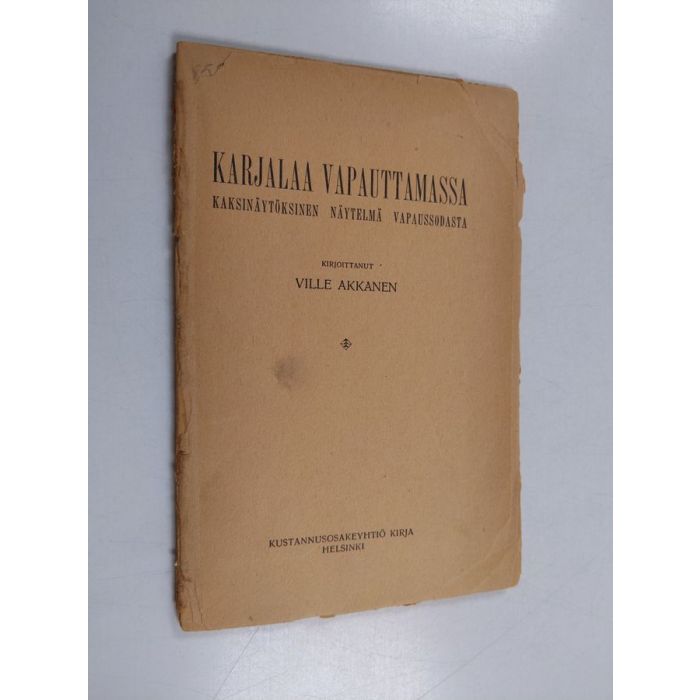 KARJALAA VAPAUTTAMASSA
KAKSINÄYTÖKSINEN NÄYTELMÄ VAPAUSSODASTA
KIRJOITTANUT
VILLE AKKANEN
KUSTANNUSOSAKEYHTIÖ KIRJA
HELSINKI